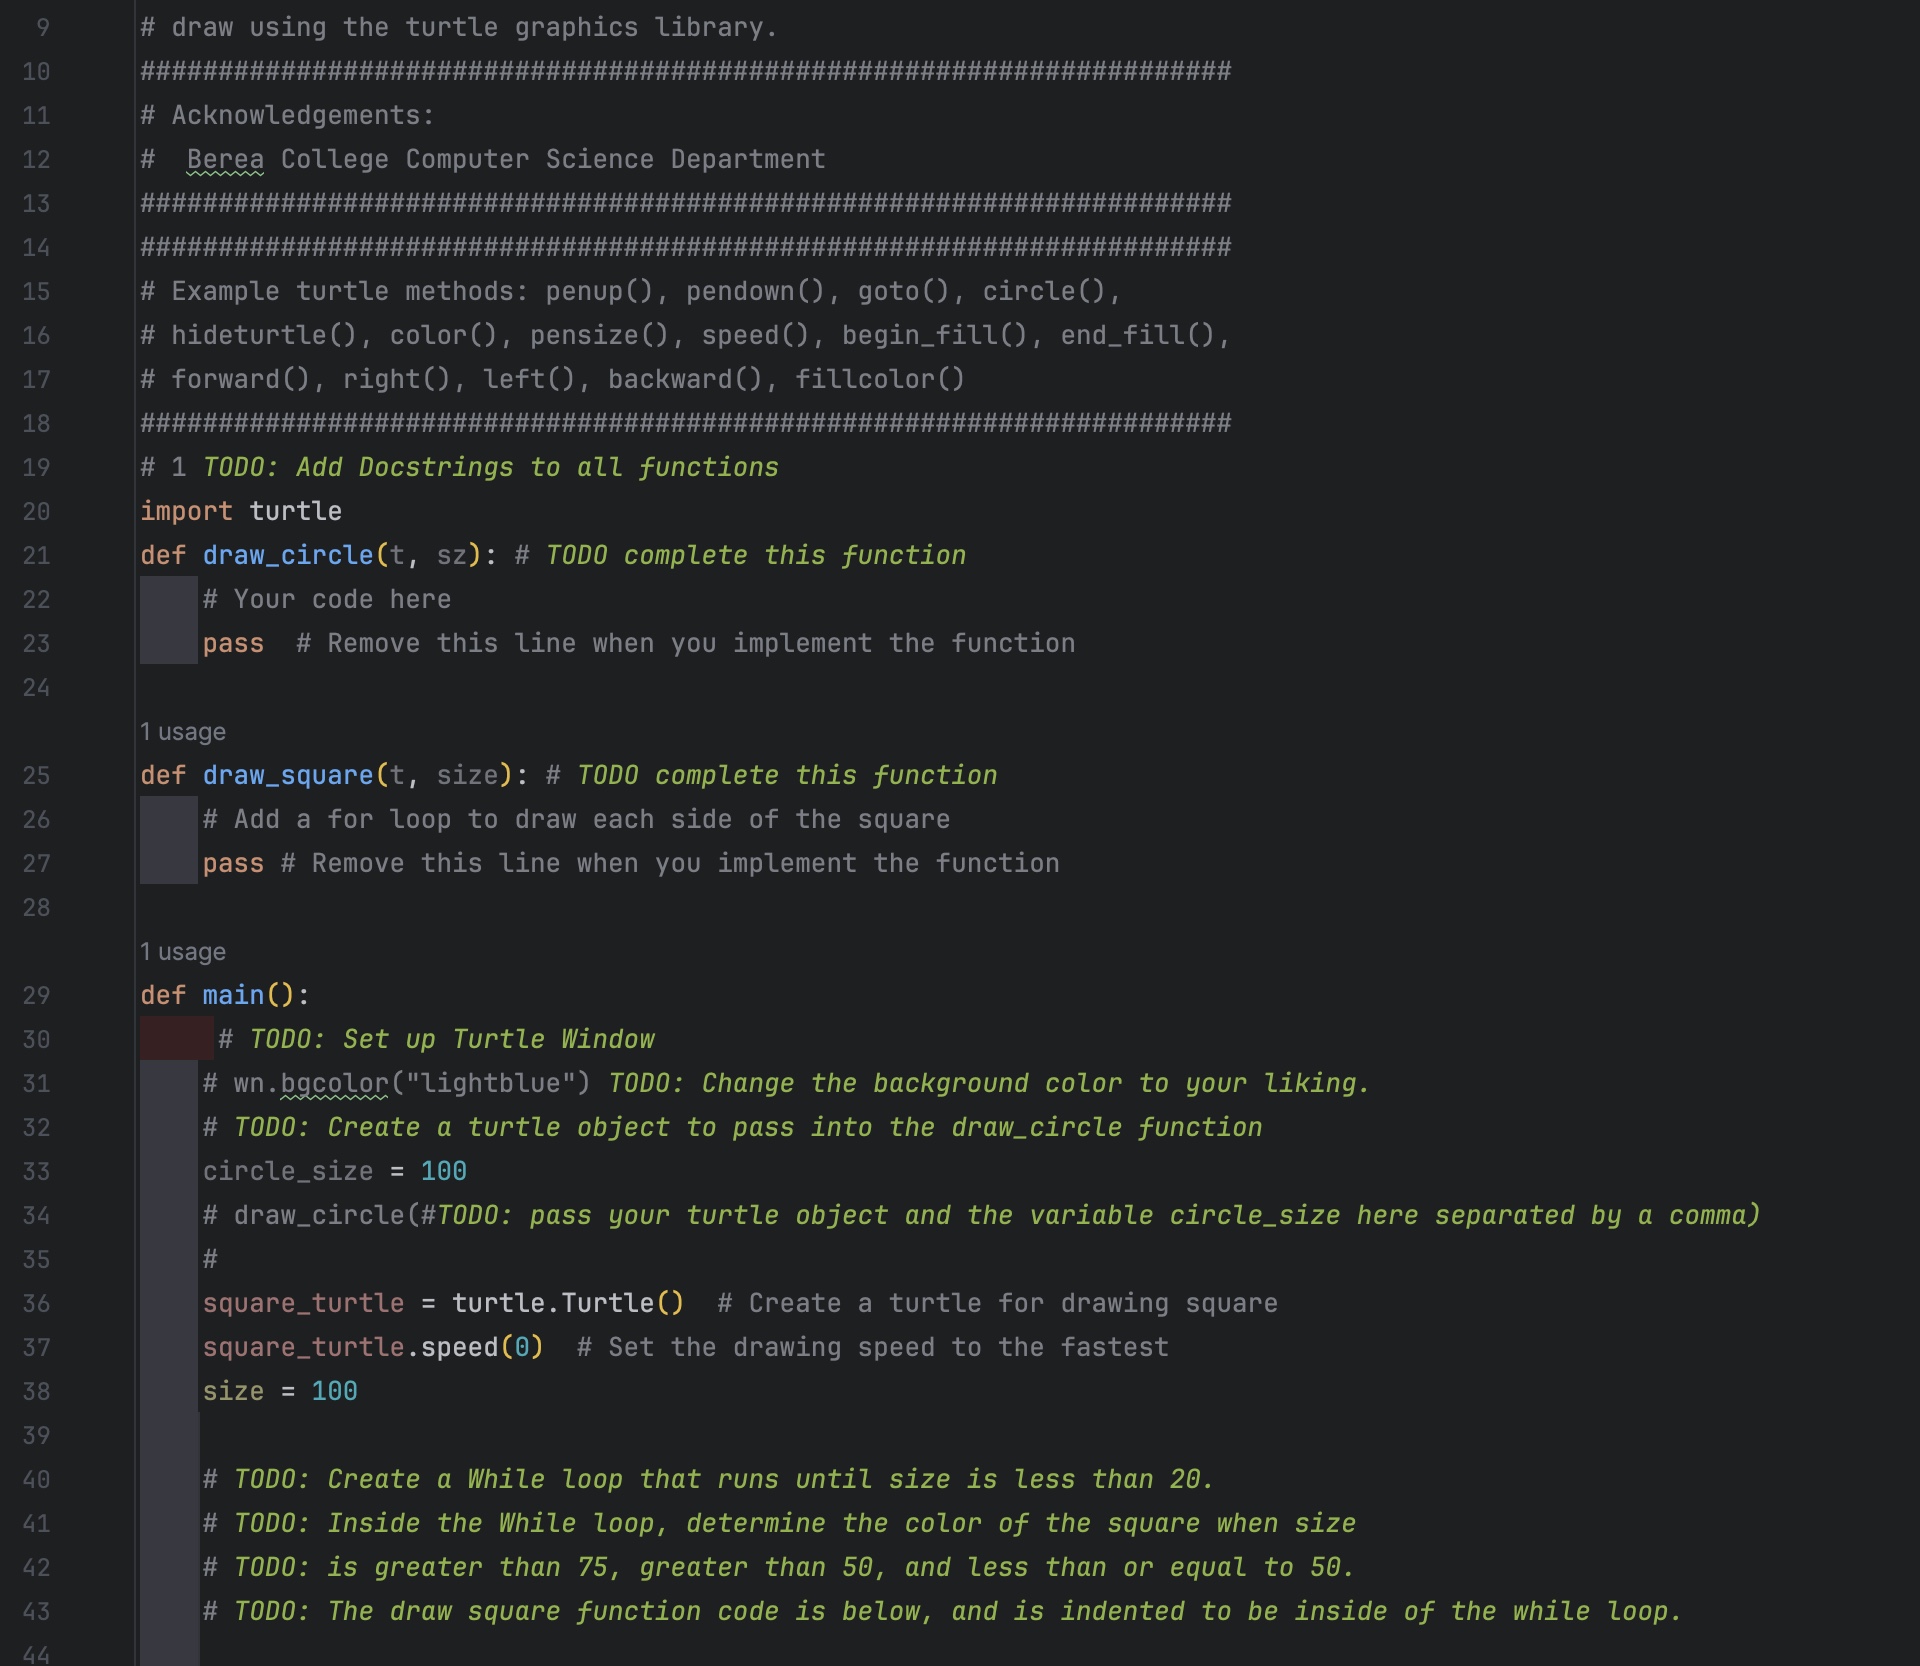 9 # draw using the turtle graphics library.
10 ######################################################################
11 # Acknowledgements:
12 #  Berea College Computer Science Department
13 ######################################################################
14 ######################################################################
15 # Example turtle methods: penup(), pendown(), goto(), circle(),
16 # hideturtle(), color(), pensize(), speed(), begin_fill(), end_fill(),
17 # forward(), right(), left(), backward(), fillcolor()
18 ######################################################################
19 # 1 TODO: Add Docstrings to all functions
20 import turtle
21 def draw_circle(t, sz): # TODO complete this function
22     # Your code here
23     pass  # Remove this line when you implement the function
24
1 usage
25 def draw_square(t, size): # TODO complete this function
26     # Add a for loop to draw each side of the square
27     pass # Remove this line when you implement the function
28
1 usage
29 def main():
30      # TODO: Set up Turtle Window
31     # wn.bgcolor("lightblue") TODO: Change the background color to your liking.
32     # TODO: Create a turtle object to pass into the draw_circle function
33     circle_size = 100
34     # draw_circle(#TODO: pass your turtle object and the variable circle_size here separated by a comma)
35     #
36     square_turtle = turtle.Turtle()  # Create a turtle for drawing square
37     square_turtle.speed(0)  # Set the drawing speed to the fastest
38     size = 100
39
40     # TODO: Create a While loop that runs until size is less than 20.
41     # TODO: Inside the While loop, determine the color of the square when size
42     # TODO: is greater than 75, greater than 50, and less than or equal to 50.
43     # TODO: The draw square function code is below, and is indented to be inside of the while loop.
44